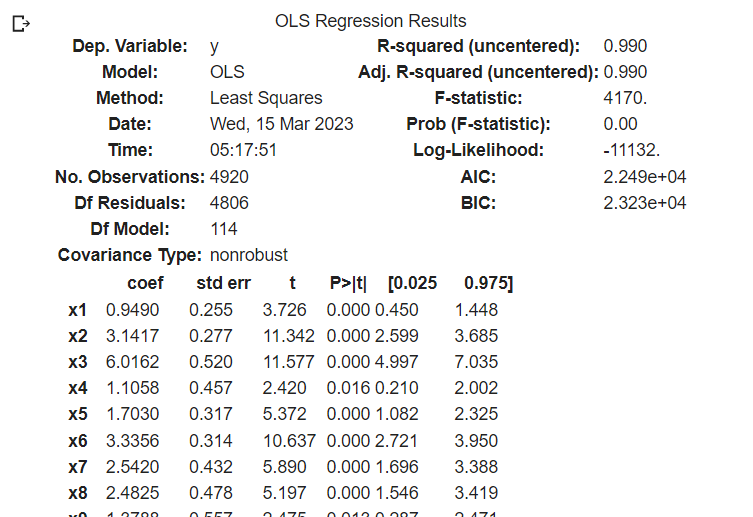 OLS Regression Results
Dep. Variable: y R-squared (uncentered): 0.990
Model: OLS Adj. R-squared (uncentered): 0.990
Method: Least Squares F-statistic: 4170.
Date: Wed, 15 Mar 2023 Prob (F-statistic): 0.00
Time: 05:17:51 Log-Likelihood: -11132.
No. Observations: 4920 AIC: 2.249e+04
Df Residuals: 4806 BIC: 2.323e+04
Df Model: 114
Covariance Type: nonrobust
coef std err t P>|t| [0.025 0.975]
x1 0.9490 0.255 3.726 0.000 0.450 1.448
x2 3.1417 0.277 11.342 0.000 2.599 3.685
x3 6.0162 0.520 11.577 0.000 4.997 7.035
x4 1.1058 0.457 2.420 0.016 0.210 2.002
x5 1.7030 0.317 5.372 0.000 1.082 2.325
x6 3.3356 0.314 10.637 0.000 2.721 3.950
x7 2.5420 0.432 5.890 0.000 1.696 3.388
x8 2.4825 0.478 5.197 0.000 1.546 3.419